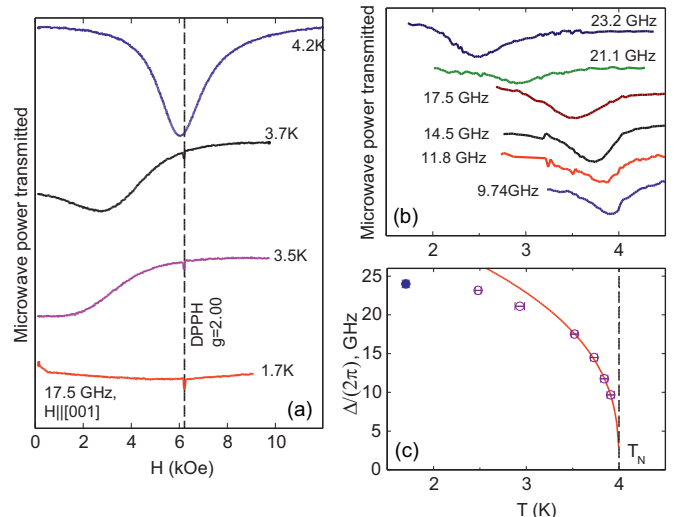 Microwave power transmitted
4.2K
3.7K
3.5K
1.7K
DPPH
g=2.00
17.5 GHz,
H||[001]
(a)
0 2 4 6 8 10
H (kOe)
Microwave power transmitted
23.2 GHz
21.1 GHz
17.5 GHz
14.5 GHz
11.8 GHz
9.74GHz
(b)
2 3 4
Δ/(2π), GHz
25
20
15
10
5
0
(c)
T_N
2 3 4
T (K)